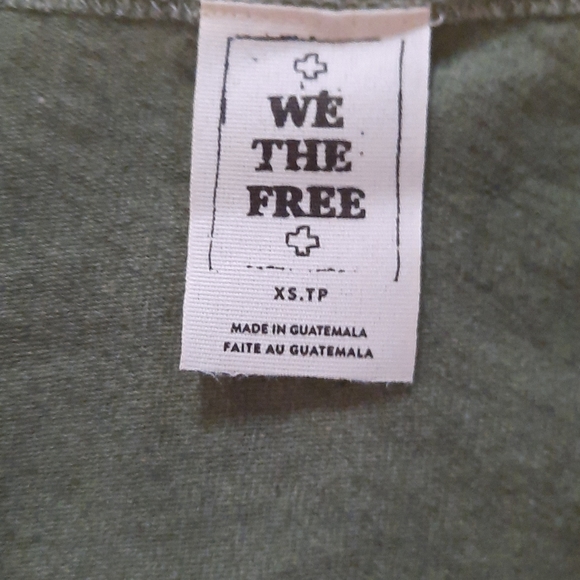 WE
THE
FREE
XS.TP
MADE IN GUATEMALA
FAITE AU GUATEMALA